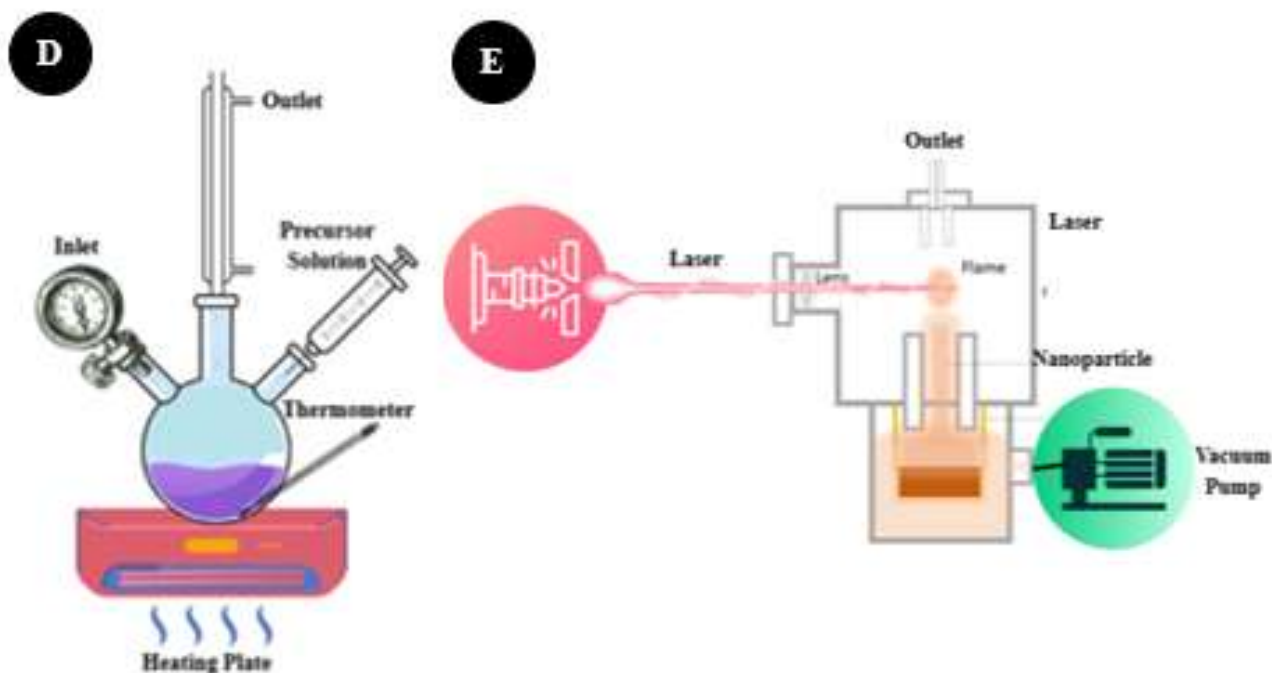 D
Outlet
Inlet
Precursor
Solution
Thermometer
Heating Plate
E
Outlet
Laser
Laser
Lens
Flame
Nanoparticle
Vacuum
Pump